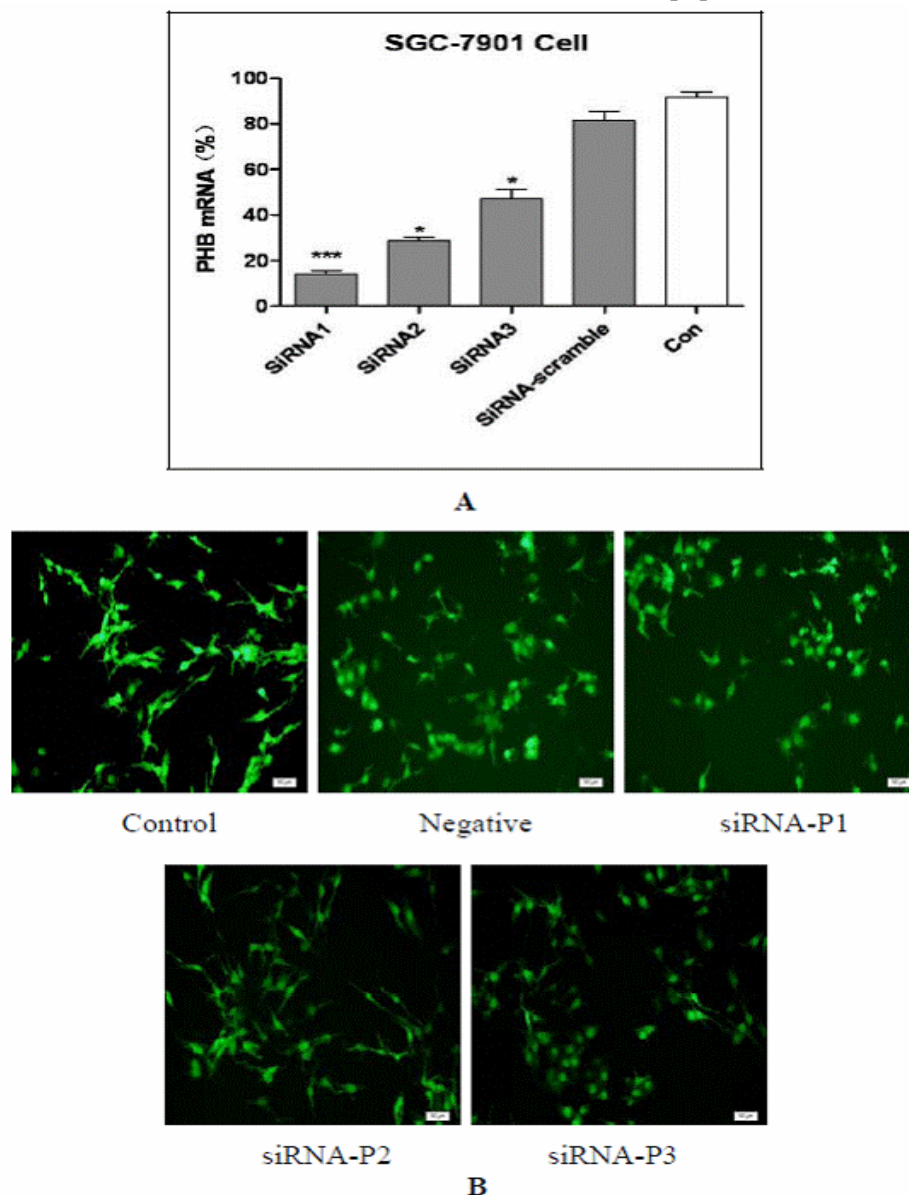 SGC-7901 Cell
PHB mRNA (%)
100
80
60
40
20
0
***
*
*
SiRNA1
SiRNA2
SiRNA3
SiRNA-scramble
Con
A
Control
Negative
siRNA-P1
siRNA-P2
siRNA-P3
B